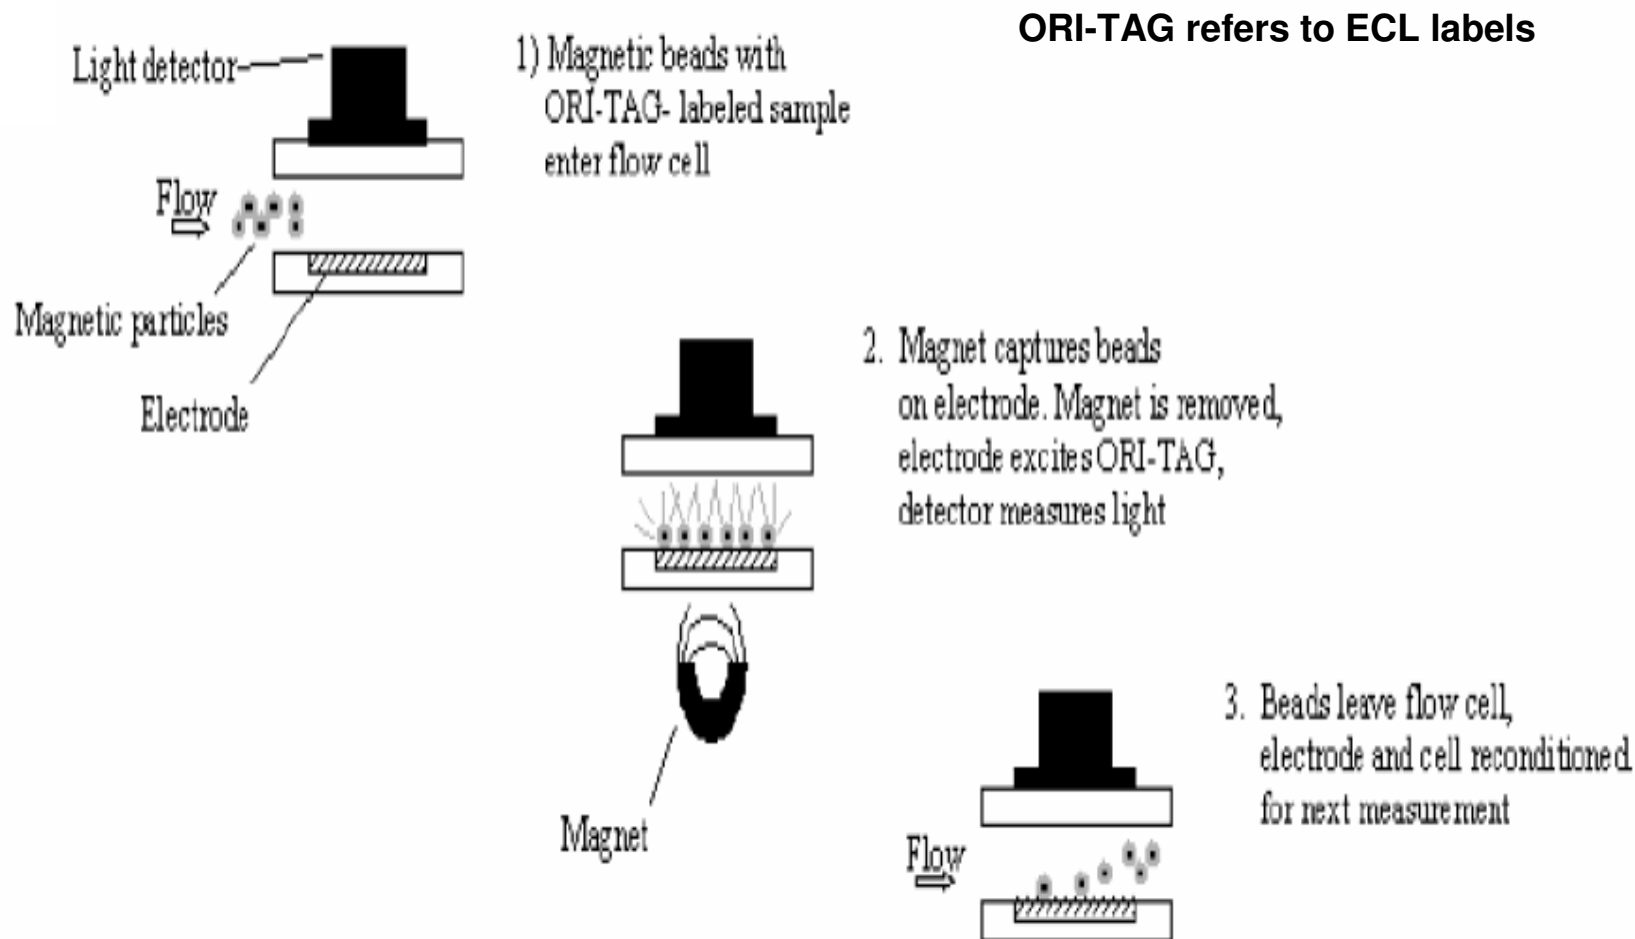 ORI-TAG refers to ECL labels
Light detector
1) Magnetic beads with
ORI-TAG- labeled sample
enter flow cell
Flow
Magnetic particles
Electrode
2. Magnet captures beads
on electrode. Magnet is removed,
electrode excites ORI-TAG,
detector measures light
Magnet
3. Beads leave flow cell,
electrode and cell reconditioned
for next measurement
Flow